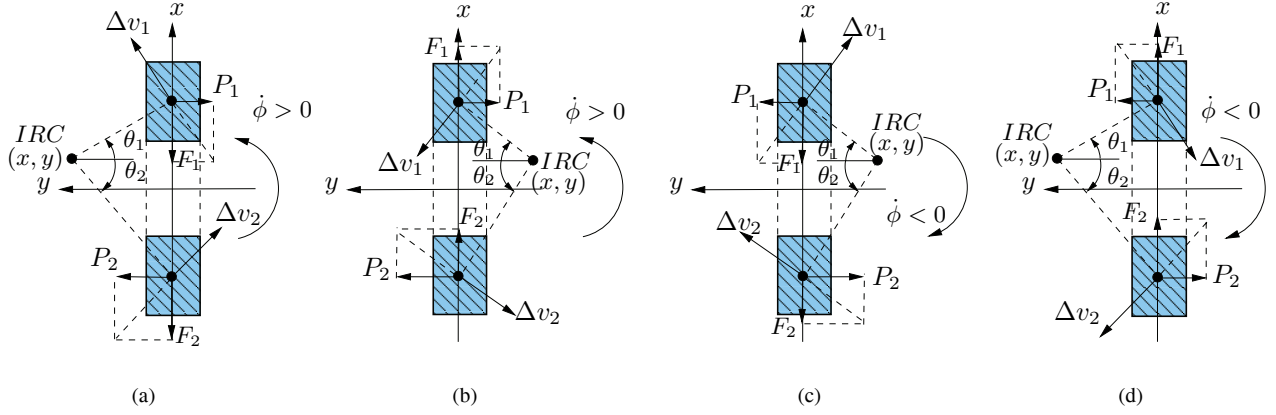 x
Δv₁
P₁
ϕ̇ > 0
IRC
(x, y)
θ₁
F₁
θ₂
y
Δv₂
P₂
F₂
(a)
x
F₁
P₁
ϕ̇ > 0
Δv₁
θ₁
IRC
(x, y)
θ₂
y
F₂
P₂
Δv₂
(b)
x
Δv₁
P₁
IRC
(x, y)
θ₁
F₁
θ₂
y
ϕ̇ < 0
Δv₂
P₂
F₂
(c)
x
F₁
P₁
ϕ̇ < 0
IRC
(x, y)
θ₁
Δv₁
θ₂
y
F₂
P₂
Δv₂
(d)